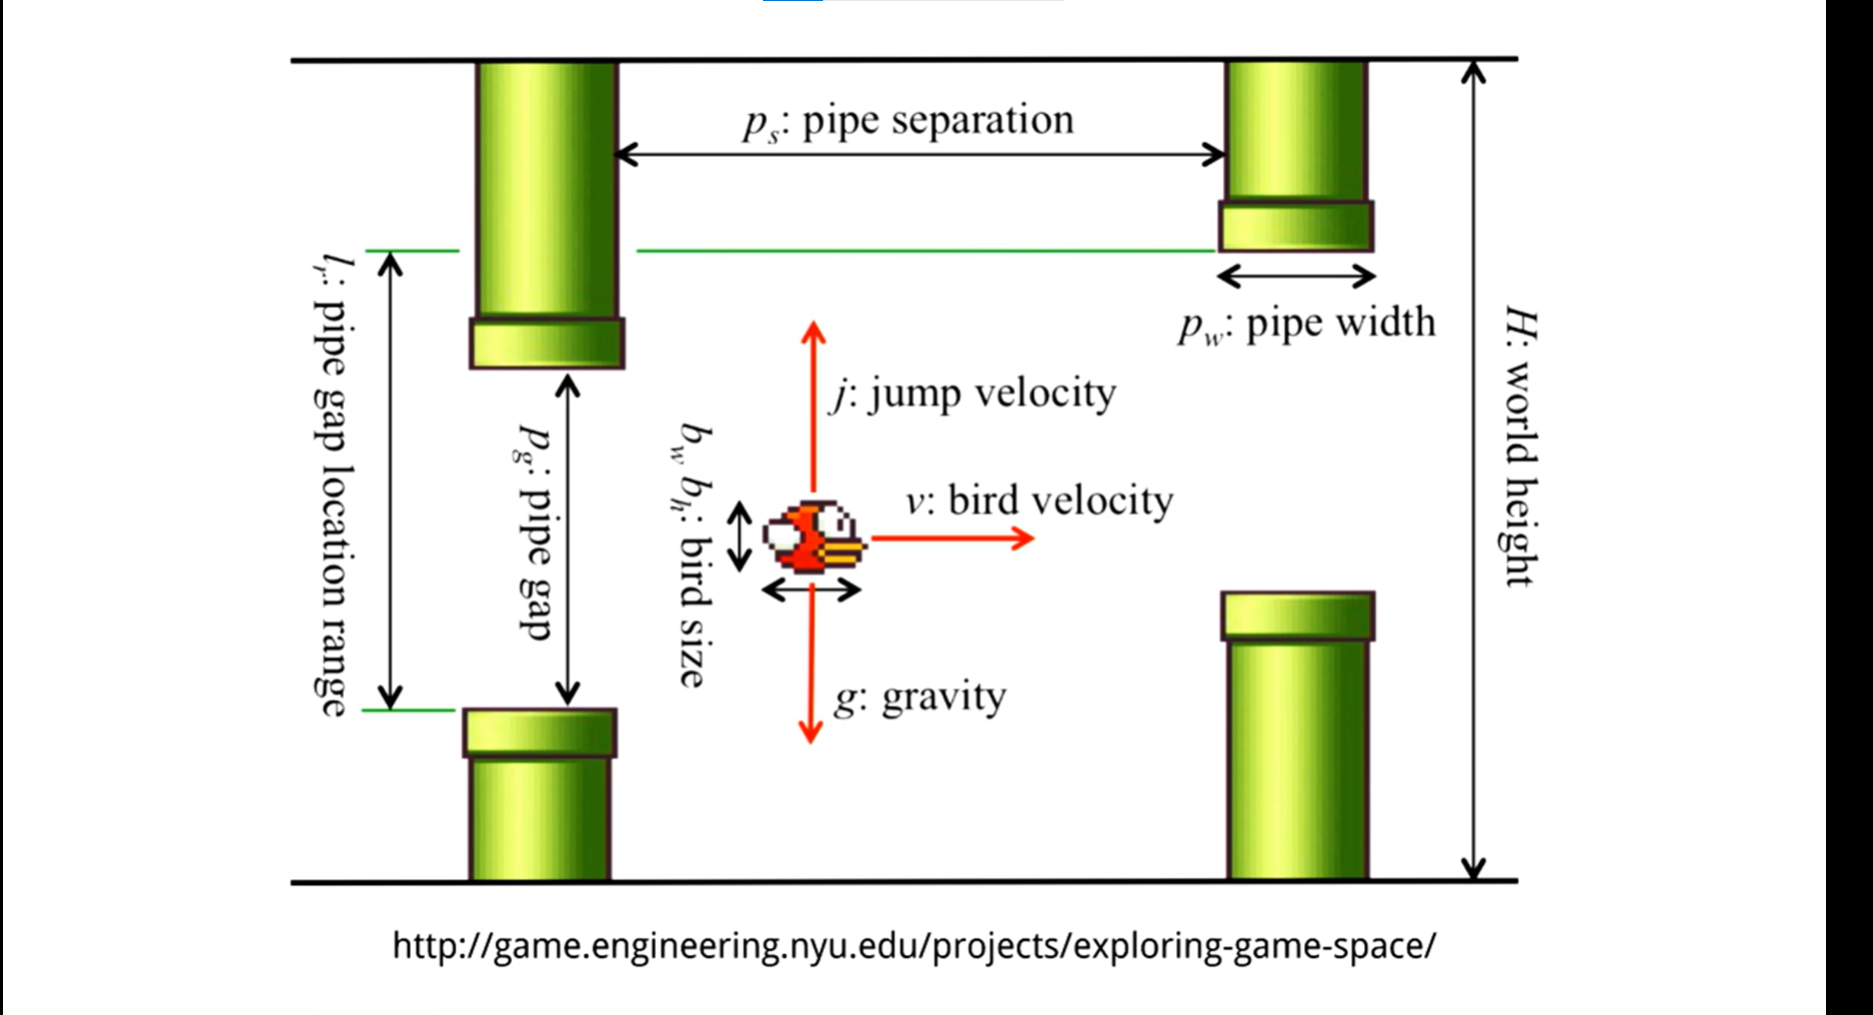 p_s: pipe separation
l_r: pipe gap location range
p_g: pipe gap
b_w b_h: bird size
j: jump velocity
v: bird velocity
g: gravity
p_w: pipe width
H: world height
http://game.engineering.nyu.edu/projects/exploring-game-space/